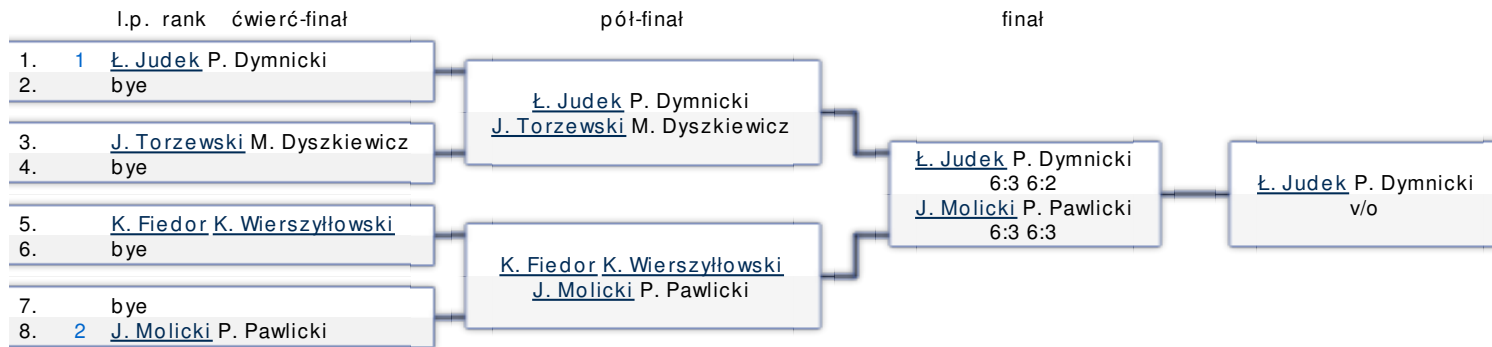 l.p. rank ćwierć-finał pół-finał finał
1. 1 Ł. Judek P. Dymnicki
2. bye
3. J. Torzewski M. Dyszkiewicz
4. bye
5. K. Fiedor K. Wierszyłłowski
6. bye
7. bye
8. 2 J. Molicki P. Pawlicki
Ł. Judek P. Dymnicki
J. Torzewski M. Dyszkiewicz
K. Fiedor K. Wierszyłłowski
J. Molicki P. Pawlicki
Ł. Judek P. Dymnicki
6:3 6:2
J. Molicki P. Pawlicki
6:3 6:3
Ł. Judek P. Dymnicki
v/o